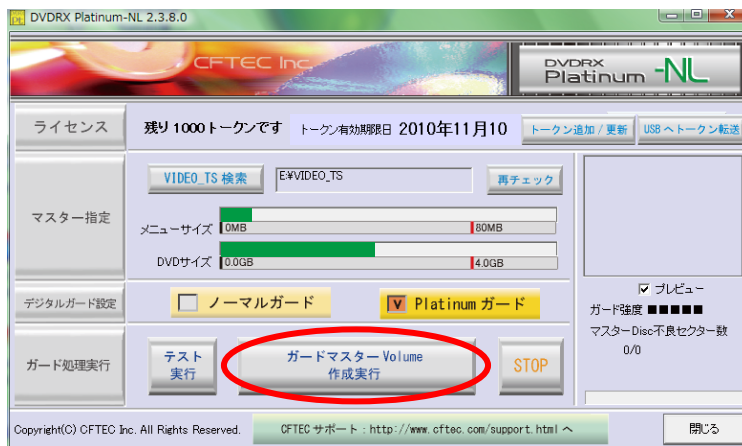 DVDRX Platinum-NL 2.3.8.0
CFTEC Inc.
DVDRX
Platinum -NL
ライセンス
残り 1000 トークンです トークン有効期限日 2010年11月10
トークン追加 / 更新
USB へトークン転送
マスター指定
VIDEO_TS 検索
E:¥VIDEO_TS
再チェック
メニューサイズ 0MB 80MB
DVDサイズ 0.0GB 4.0GB
デジタルガード設定
ノーマルガード
V Platinum ガード
プレビュー
ガード強度 ■■■■■
マスターDisc不良セクター数
0/0
ガード処理実行
テスト
実行
ガードマスター Volume
作成実行
STOP
Copyright(C) CFTEC Inc. All Rights Reserved.
CFTEC サポート : http://www.cftec.com/support.html へ
閉じる